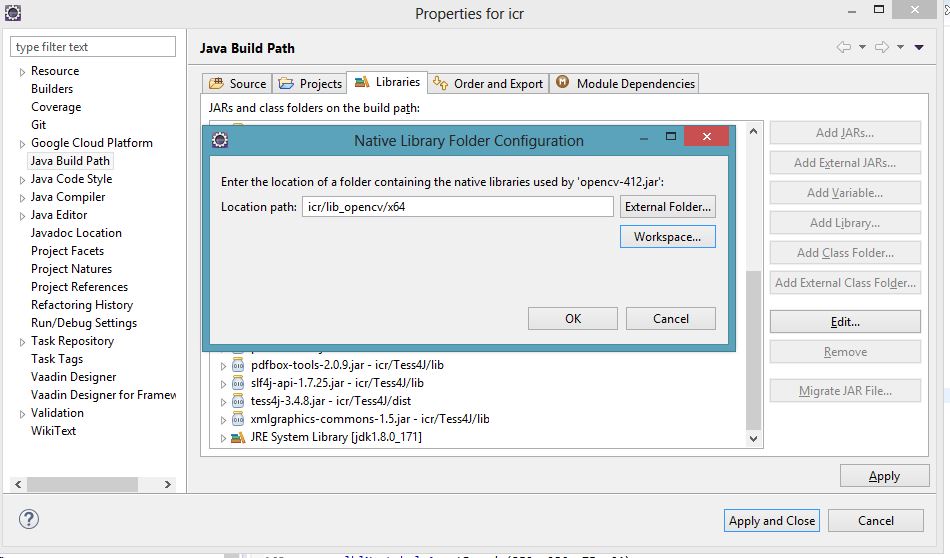 Properties for icr
type filter text
Resource
Builders
Coverage
Git
Google Cloud Platform
Java Build Path
Java Code Style
Java Compiler
Java Editor
Javadoc Location
Project Facets
Project Natures
Project References
Refactoring History
Run/Debug Settings
Task Repository
Task Tags
Vaadin Designer
Vaadin Designer for Framew
Validation
WikiText
Java Build Path
Source Projects Libraries Order and Export Module Dependencies
JARs and class folders on the build path:
Native Library Folder Configuration
Enter the location of a folder containing the native libraries used by 'opencv-412.jar':
Location path: icr/lib_opencv/x64 External Folder...
Workspace...
OK Cancel
pdfbox-tools-2.0.9.jar - icr/Tess4J/lib
slf4j-api-1.7.25.jar - icr/Tess4J/lib
tess4j-3.4.8.jar - icr/Tess4J/dist
xmlgraphics-commons-1.5.jar - icr/Tess4J/lib
JRE System Library [jdk1.8.0_171]
Add JARs...
Add External JARs...
Add Variable...
Add Library...
Add Class Folder...
Add External Class Folder...
Edit...
Remove
Migrate JAR File...
Apply
Apply and Close Cancel